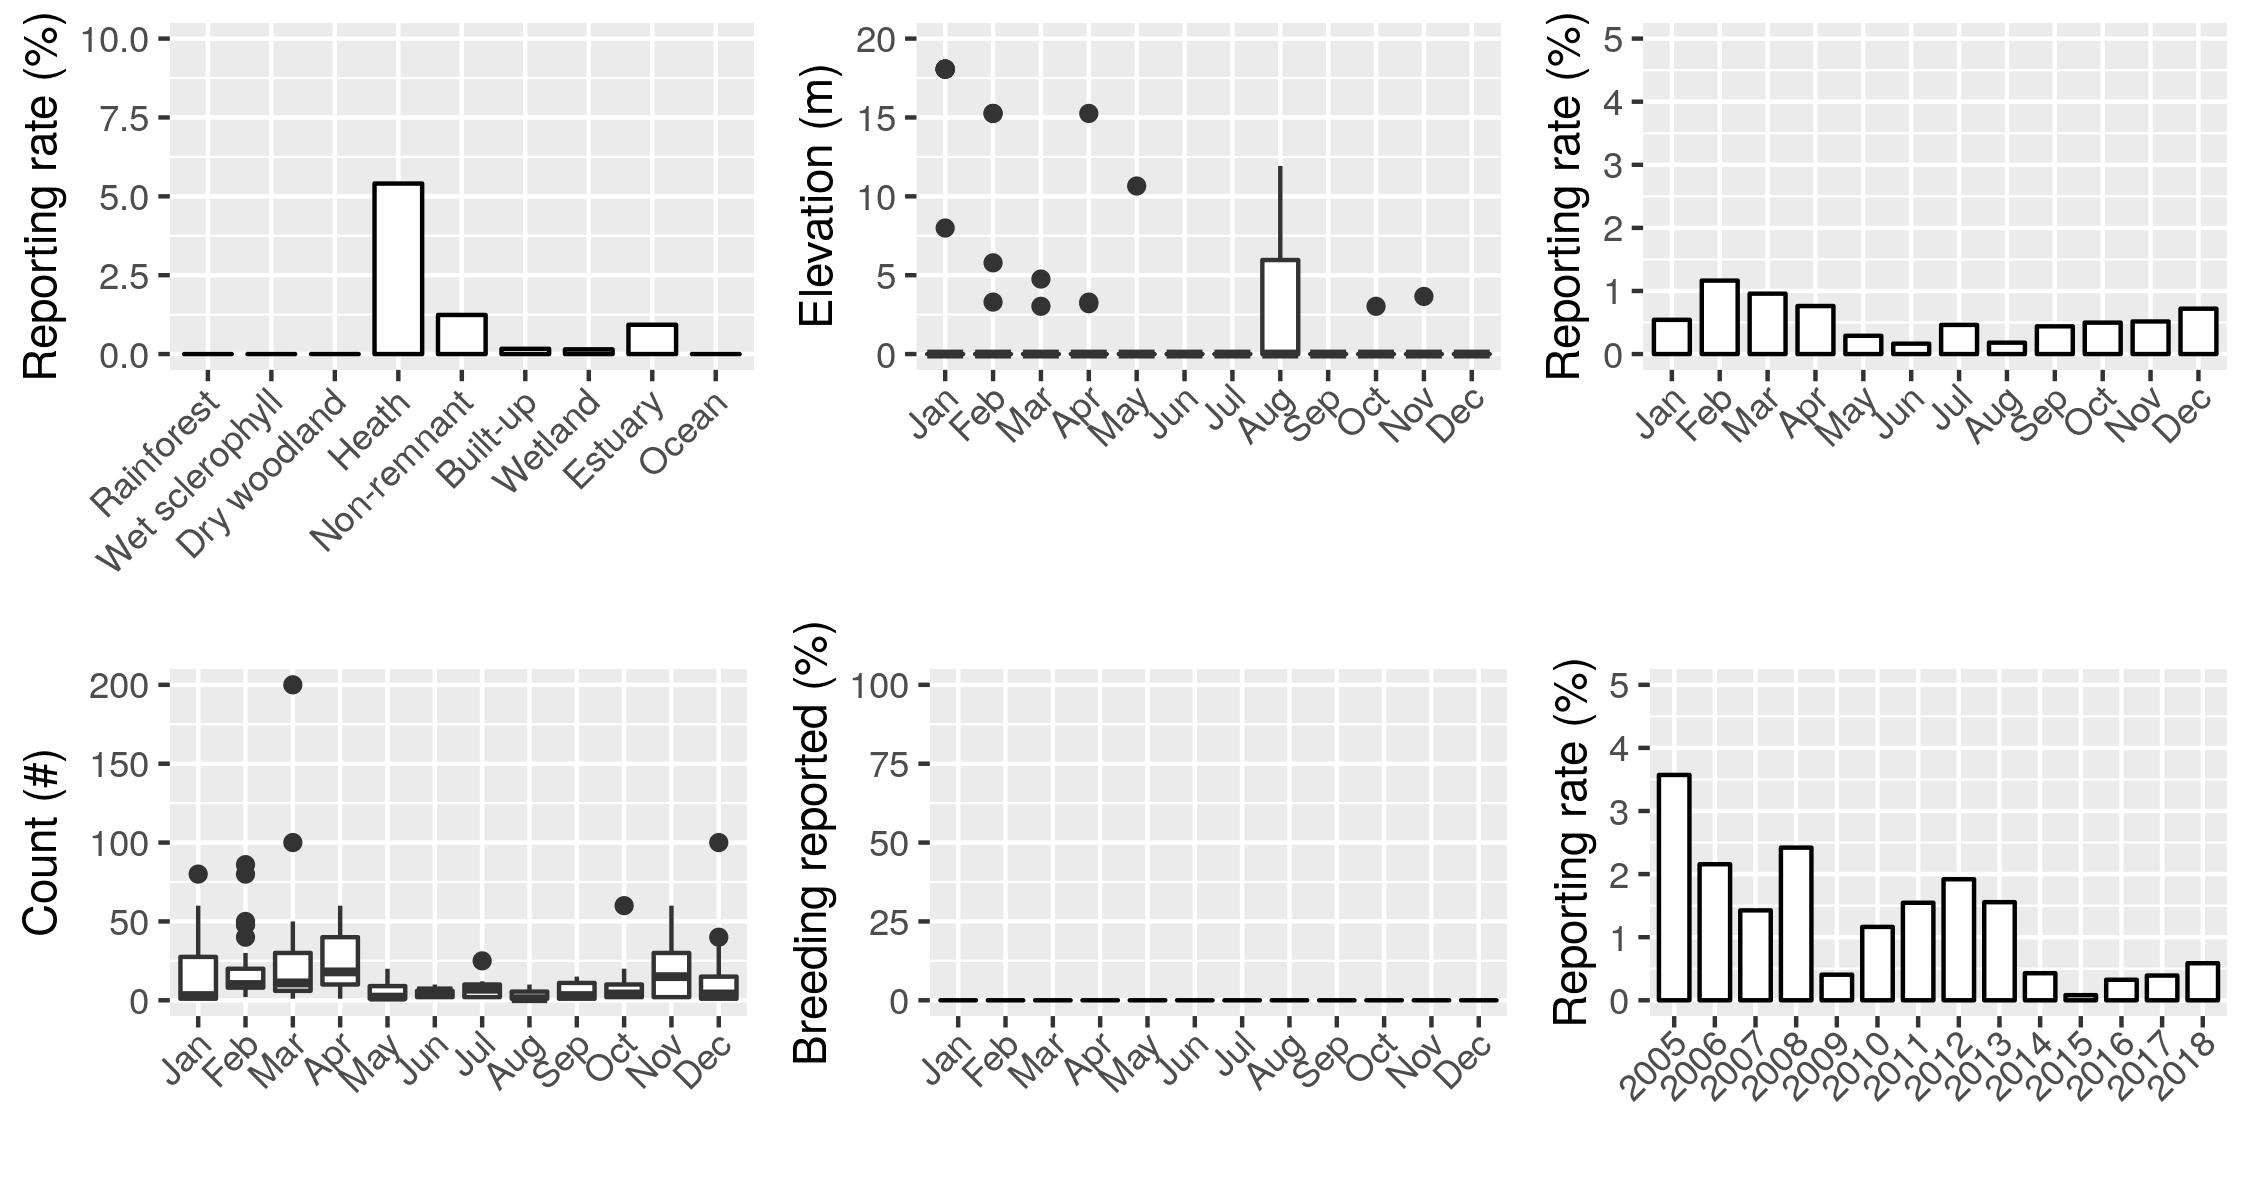 Reporting rate (%)
10.0
7.5
5.0
2.5
0.0
Rainforest
Wet sclerophyll
Dry woodland
Heath
Non-remnant
Built-up
Wetland
Estuary
Ocean
Elevation (m)
20
15
10
5
0
Jan
Feb
Mar
Apr
May
Jun
Jul
Aug
Sep
Oct
Nov
Dec
Reporting rate (%)
5
4
3
2
1
0
Jan
Feb
Mar
Apr
May
Jun
Jul
Aug
Sep
Oct
Nov
Dec
Count (#)
200
150
100
50
0
Jan
Feb
Mar
Apr
May
Jun
Jul
Aug
Sep
Oct
Nov
Dec
Breeding reported (%)
100
75
50
25
0
Jan
Feb
Mar
Apr
May
Jun
Jul
Aug
Sep
Oct
Nov
Dec
Reporting rate (%)
5
4
3
2
1
0
2005
2006
2007
2008
2009
2010
2011
2012
2013
2014
2015
2016
2017
2018